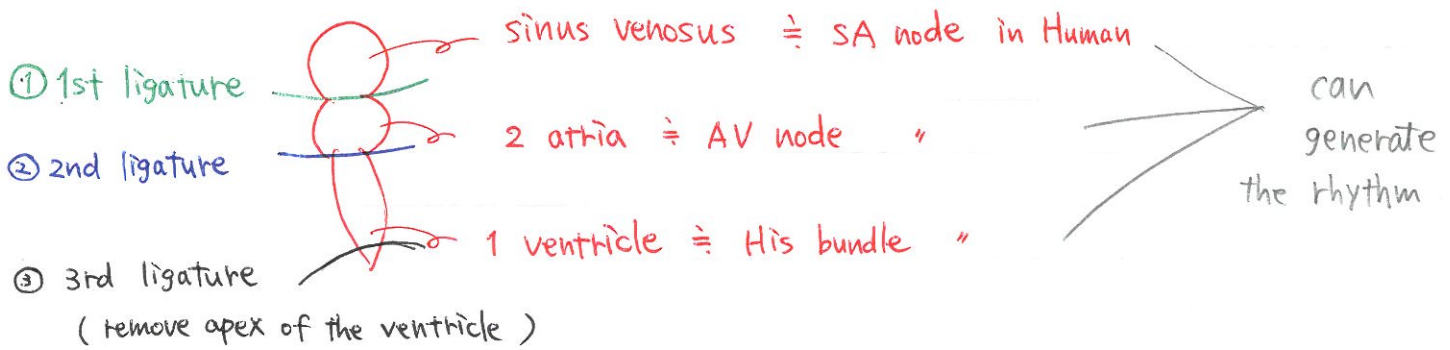 sinus venosus ≒ SA node in Human
① 1st ligature
can
generate
the rhythm
2 atria ≒ AV node 〃
② 2nd ligature
1 ventricle ≒ His bundle 〃
③ 3rd ligature
( remove apex of the ventricle )